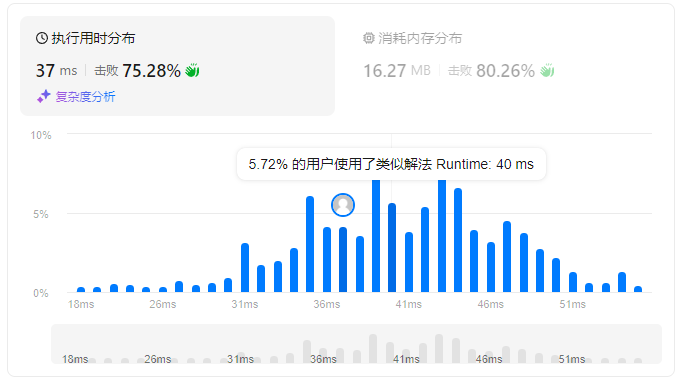 执行用时分布
37 ms 击败 75.28%
复杂度分析
消耗内存分布
16.27 MB 击败 80.26%
10%
5.72% 的用户使用了类似解法 Runtime: 40 ms
5%
0%
18ms 26ms 31ms 36ms 41ms 46ms 51ms
18ms 26ms 31ms 36ms 41ms 46ms 51ms